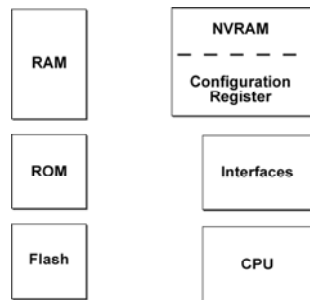 RAM
NVRAM
Configuration
Register
ROM
Interfaces
Flash
CPU